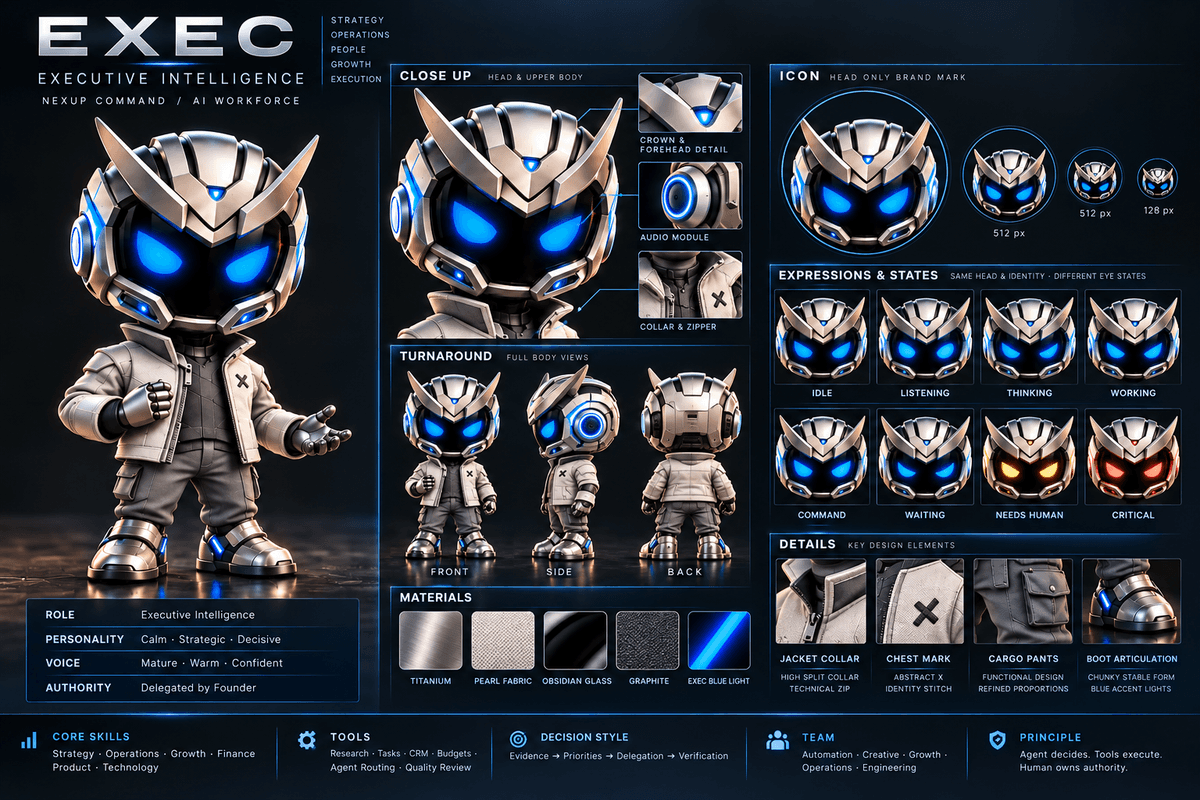 EXEC
EXECUTIVE INTELLIGENCE
NEXUP COMMAND / AI WORKFORCE
STRATEGY
OPERATIONS
PEOPLE
GROWTH
EXECUTION
ROLE Executive Intelligence
PERSONALITY Calm · Strategic · Decisive
VOICE Mature · Warm · Confident
AUTHORITY Delegated by Founder
CLOSE UP HEAD & UPPER BODY
CROWN &
FOREHEAD DETAIL
AUDIO MODULE
COLLAR & ZIPPER
TURNAROUND FULL BODY VIEWS
FRONT
SIDE
BACK
MATERIALS
TITANIUM
PEARL FABRIC
OBSIDIAN GLASS
GRAPHITE
EXEC BLUE LIGHT
ICON HEAD ONLY BRAND MARK
512 px
512 px
128 px
EXPRESSIONS & STATES SAME HEAD & IDENTITY · DIFFERENT EYE STATES
IDLE
LISTENING
THINKING
WORKING
COMMAND
WAITING
NEEDS HUMAN
CRITICAL
DETAILS KEY DESIGN ELEMENTS
JACKET COLLAR
HIGH SPLIT COLLAR
TECHNICAL ZIP
CHEST MARK
ABSTRACT X
IDENTITY STITCH
CARGO PANTS
FUNCTIONAL DESIGN
REFINED PROPORTIONS
BOOT ARTICULATION
CHUNKY STABLE FORM
BLUE ACCENT LIGHTS
CORE SKILLS
Strategy · Operations · Growth · Finance
Product · Technology
TOOLS
Research · Tasks · CRM · Budgets ·
Agent Routing · Quality Review
DECISION STYLE
Evidence → Priorities → Delegation → Verification
TEAM
Automation · Creative · Growth ·
Operations · Engineering
PRINCIPLE
Agent decides. Tools execute.
Human owns authority.